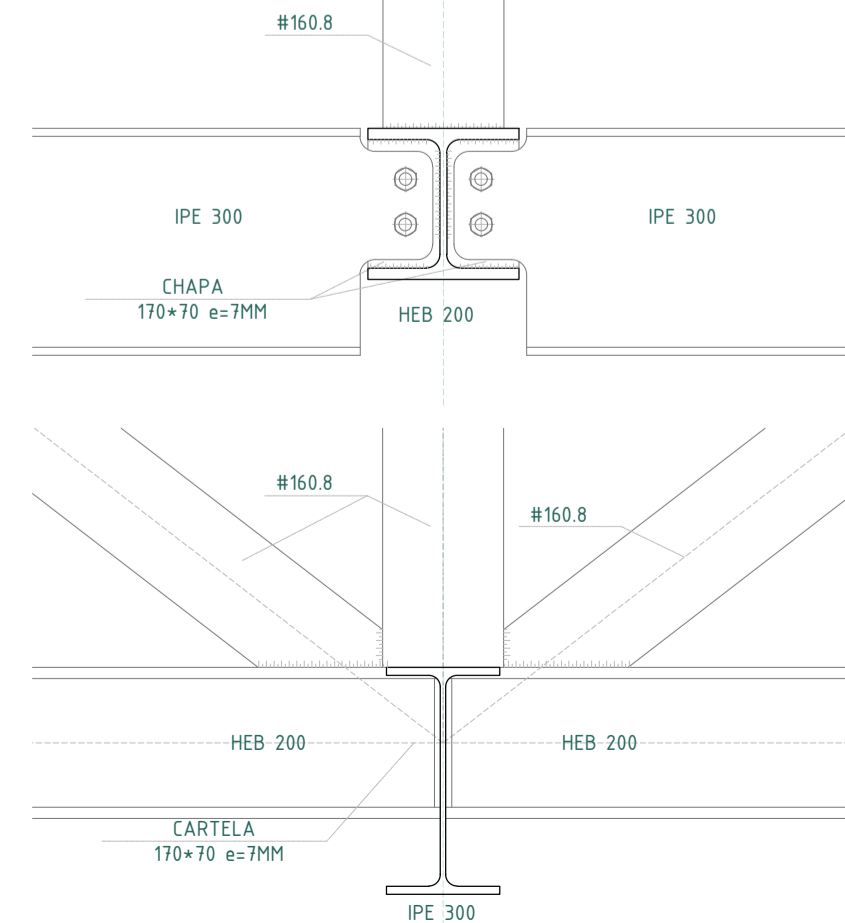 #160.8
IPE 300
IPE 300
CHAPA
170*70 e=7MM
HEB 200
#160.8
#160.8
HEB 200
HEB 200
CARTELA
170*70 e=7MM
IPE 300